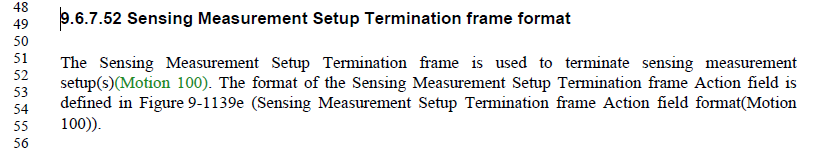 48
49 9.6.7.52 Sensing Measurement Setup Termination frame format
50
51 The Sensing Measurement Setup Termination frame is used to terminate sensing measurement
52 setup(s)(Motion 100). The format of the Sensing Measurement Setup Termination frame Action field is
53 defined in Figure 9-1139e (Sensing Measurement Setup Termination frame Action field format(Motion
54 100)).
55
56